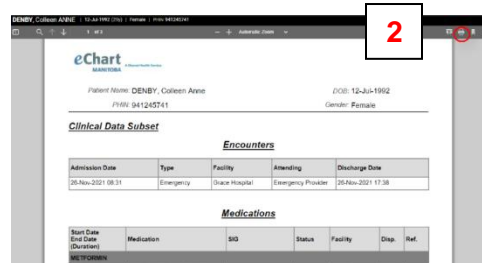 DENBY, Colleen ANNE | 12-Jul-1992 (29y) | Female | PHIN: 941245741
1 of 2 Automatic Zoom
2
eChart
MANITOBA
Patient Name: DENBY, Colleen Anne DOB: 12-Jul-1992
PHIN: 941245741 Gender: Female
Clinical Data Subset
Encounters
Admission Date Type Facility Attending Discharge Date
26-Nov-2021 08:31 Emergency Grace Hospital Emergency Provider 26-Nov-2021 17:38
Medications
Start Date
End Date Medication SIG Status Facility Disp. Ref.
(Duration)
METFORMIN